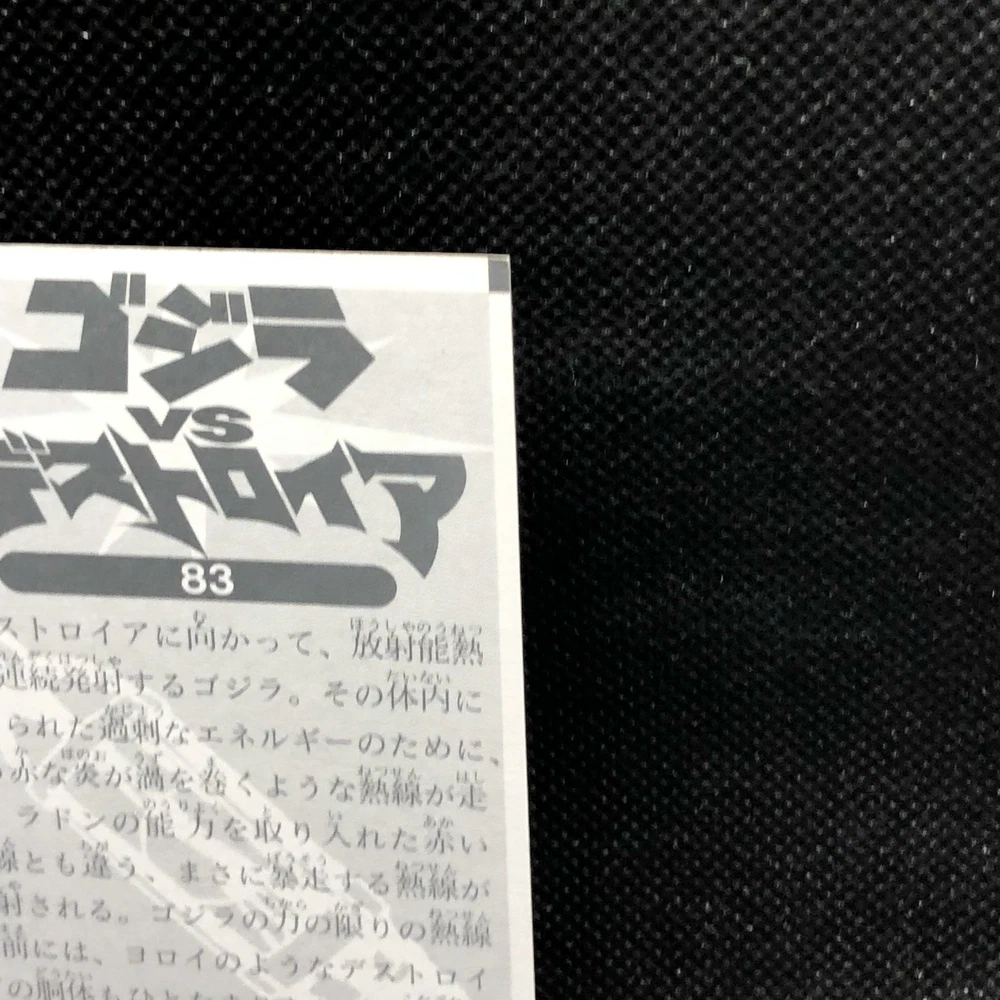 ゴジラ
VS
デストロイア
83
ストロイアに向かって、放射能熱
連続発射するゴジラ。その体内に
られた過剰なエネルギーのために、
赤な炎が渦を巻くような熱線が走
ラドンの能力を取り入れた赤い
線とも違う、まさに暴走する熱線が
射される。ゴジラの力の限りの熱線
前には、ヨロイのようなデストロイ
の胴体もひと